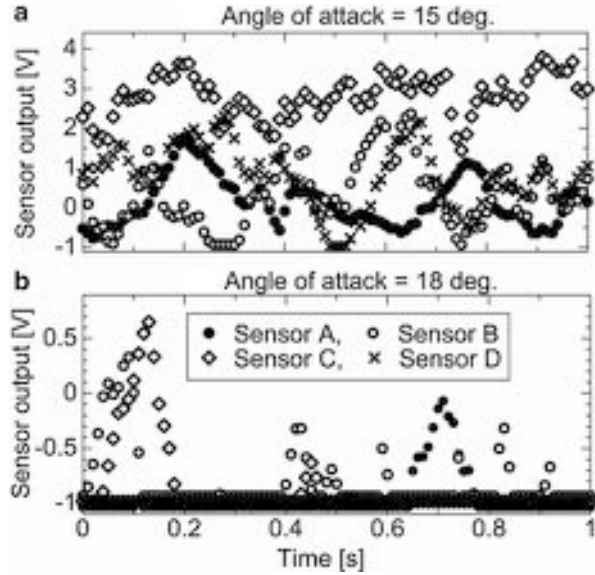 a
Angle of attack = 15 deg.
Sensor output [V]
4
3
2
1
0
-1
b
Angle of attack = 18 deg.
Sensor output [V]
0.5
0
-0.5
-1
Sensor A, Sensor B
Sensor C, Sensor D
0 0.2 0.4 0.6 0.8 1
Time [s]